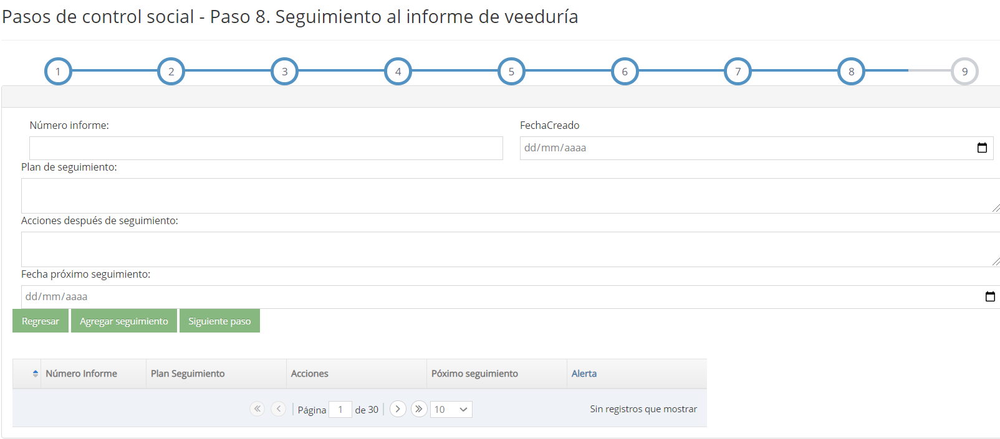 Pasos de control social - Paso 8. Seguimiento al informe de veeduría
1 2 3 4 5 6 7 8 9
Número informe: FechaCreado
dd/mm/aaaa
Plan de seguimiento:
Acciones después de seguimiento:
Fecha próximo seguimiento:
dd/mm/aaaa
Regresar Agregar seguimiento Siguiente paso
Número Informe Plan Seguimiento Acciones Póximo seguimiento Alerta
Página 1 de 30 10 Sin registros que mostrar